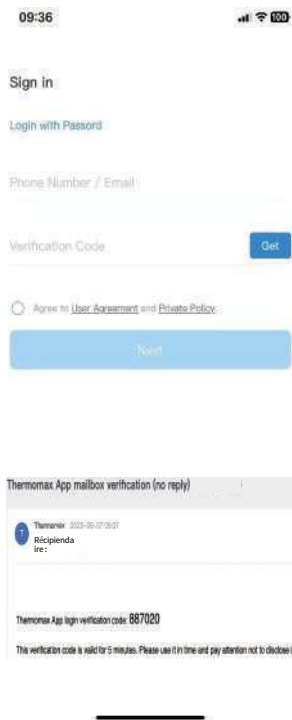 09:36
100
Sign in
Login with Passord
Phone Number / Email
Verification Code
Get
Agree to User Agreement and Private Policy.
Next
Thermomax App mailbox verification (no reply)
T
Récipienda
ire :
Thermomax App login verification code: 887020
This verification code is valid for 5 minutes. Please use it in time and pay attention not to disclose